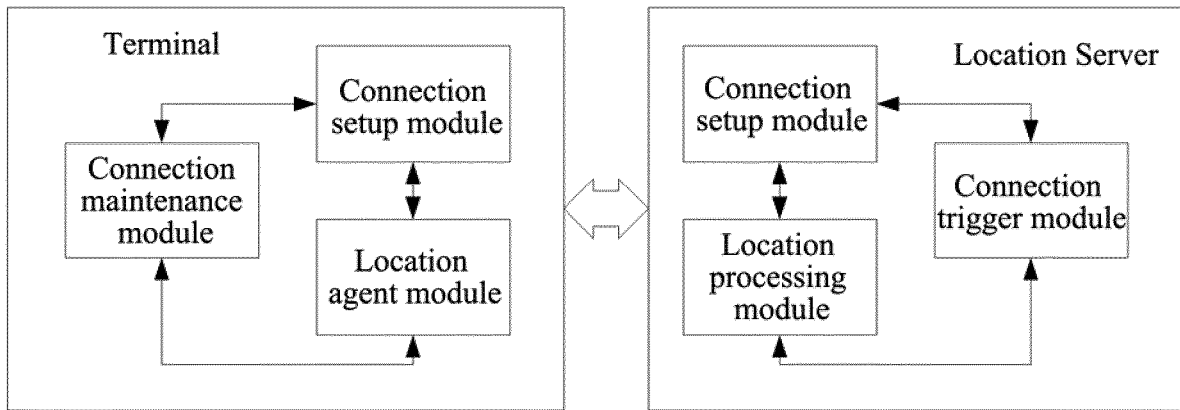 Terminal
Connection
setup module
Connection
maintenance
module
Location
agent module
Location Server
Connection
setup module
Connection
trigger module
Location
processing
module